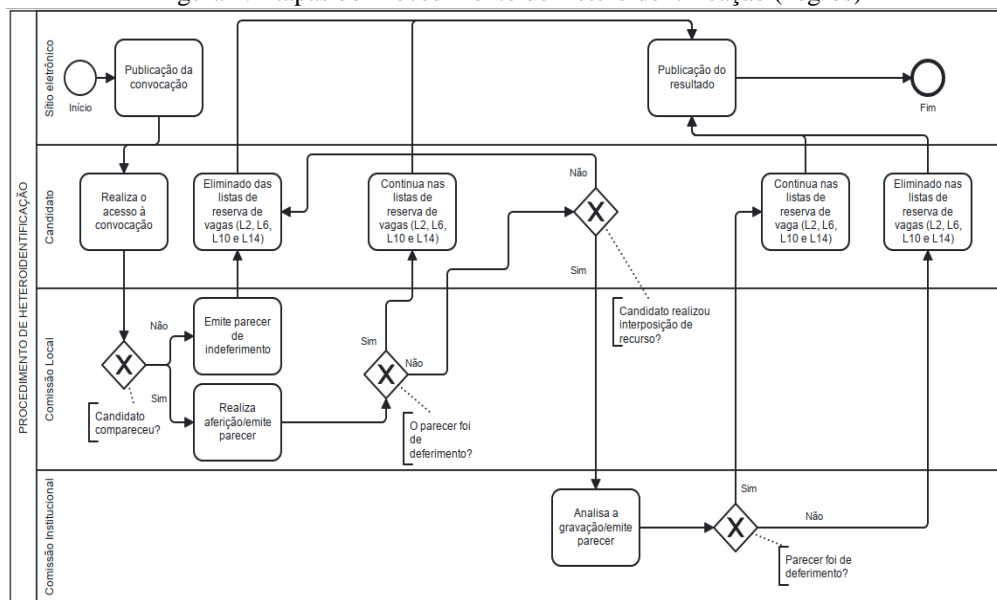 PROCEDIMENTO DE HETEROIDENTIFICAÇÃO
Sítio eletrônico
Início
Publicação da
convocação
Publicação do
resultado
Fim
Candidato
Realiza o
acesso à
convocação
Eliminado das
listas de
reserva de
vagas (L2, L6,
L10 e L14)
Continua nas
listas de
reserva de
vagas (L2, L6,
L10 e L14)
Não
X
Sim
Continua nas
listas de
reserva de
vaga (L2, L6,
L10 e L14)
Eliminado nas
listas de
reserva de
vagas (L2, L6,
L10 e L14)
Comissão Local
X
Não
Sim
Candidato
compareceu?
Emite parecer
de
indeferimento
Realiza
aferição/emite
parecer
Sim
X
Não
O parecer foi
de
deferimento?
Candidato realizou
interposição de
recurso?
Comissão Institucional
Analisa a
gravação/emite
parecer
Sim
X
Não
Parecer foi de
deferimento?